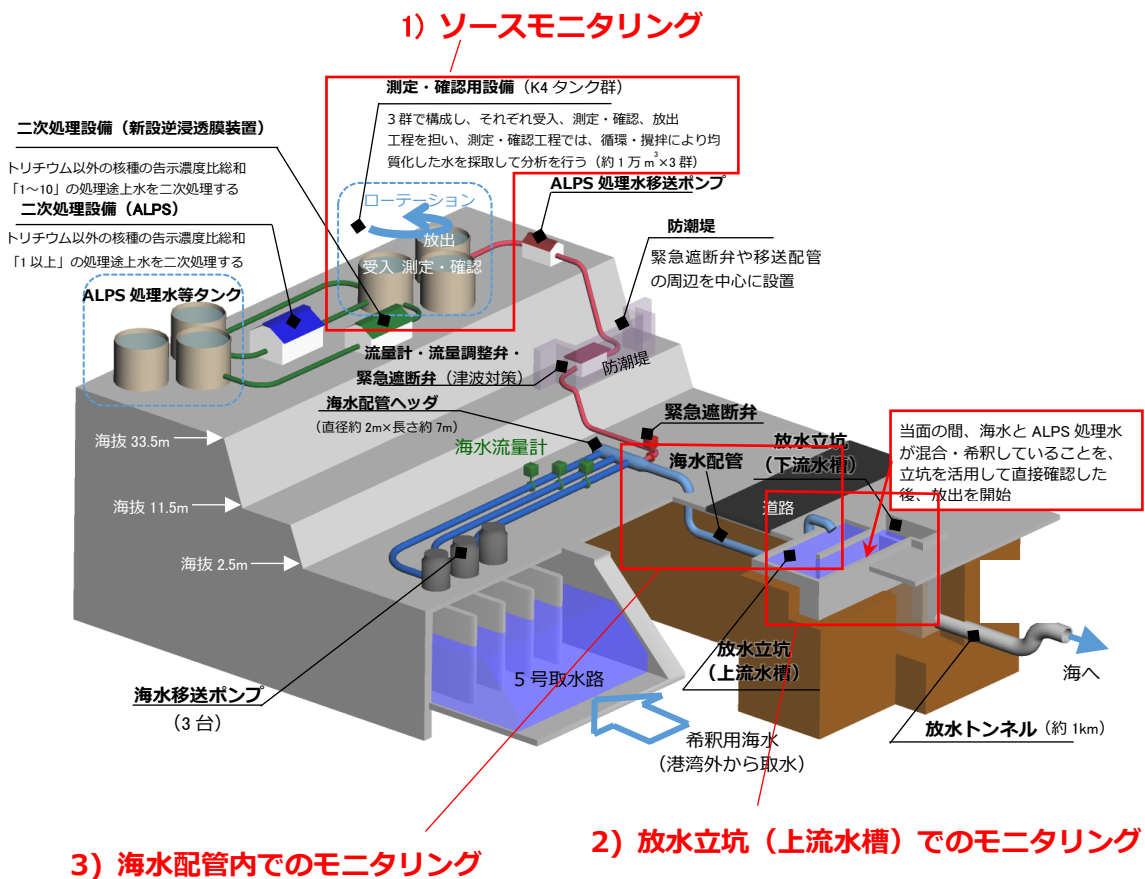 1）ソースモニタリング
測定・確認用設備（K4 タンク群）
3 群で構成し、それぞれ受入、測定・確認、放出
工程を担い、測定・確認工程では、循環・攪拌により均
質化した水を採取して分析を行う（約 1 万 m³×3 群）
二次処理設備（新設逆浸透膜装置）
トリチウム以外の核種の告示濃度比総和
「1～10」の処理途上水を二次処理する
二次処理設備（ALPS）
トリチウム以外の核種の告示濃度比総和
「1 以上」の処理途上水を二次処理する
ALPS 処理水等タンク
ローテーション
放出
受入
測定・確認
ALPS 処理水移送ポンプ
防潮堤
緊急遮断弁や移送配管
の周辺を中心に設置
防潮堤
流量計・流量調整弁・
緊急遮断弁（津波対策）
海水配管ヘッダ
（直径約 2m×長さ約 7m）
海水流量計
緊急遮断弁
海水配管
放水立坑
（下流水槽）
当面の間、海水と ALPS 処理水
が混合・希釈していることを、
立坑を活用して直接確認した
後、放出を開始
道路
海抜 33.5m
海抜 11.5m
海抜 2.5m
放水立坑
（上流水槽）
海へ
5 号取水路
海水移送ポンプ
（3 台）
希釈用海水
（港湾外から取水）
放水トンネル（約 1km）
2）放水立坑（上流水槽）でのモニタリング
3）海水配管内でのモニタリング